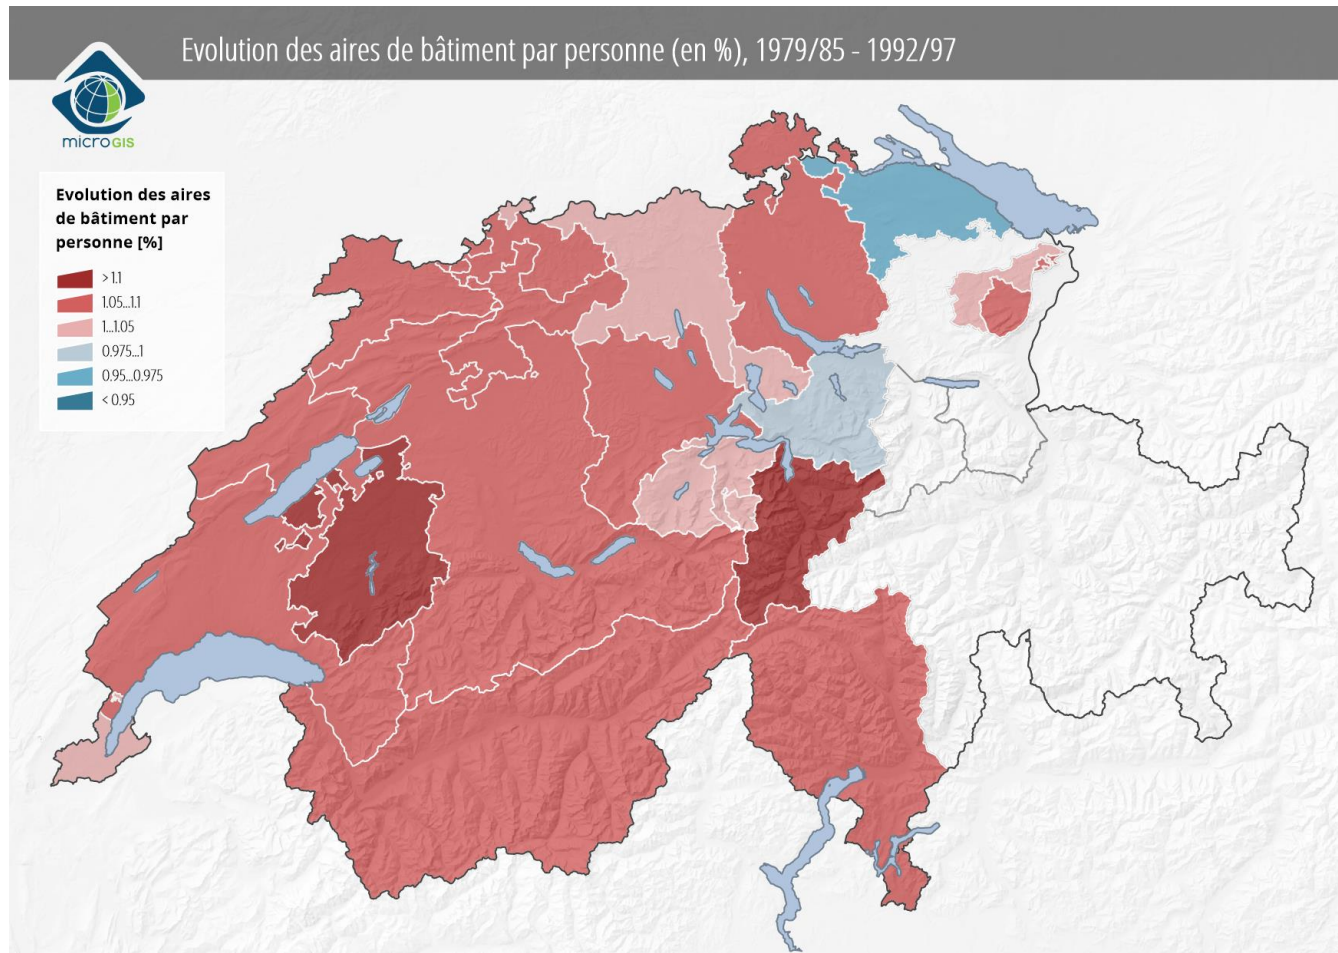 Evolution des aires de bâtiment par personne (en %), 1979/85 - 1992/97
microGIS
Evolution des aires
de bâtiment par
personne [%]
> 1.1
1.05...1.1
1...1.05
0.975...1
0.95...0.975
< 0.95